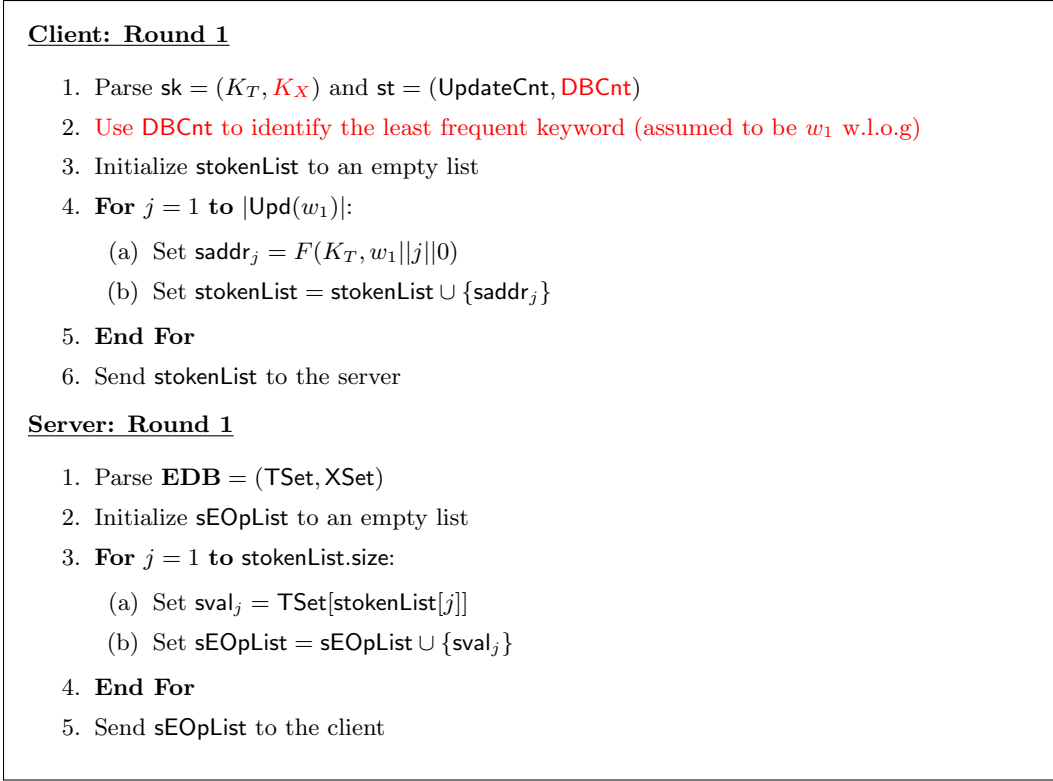 Client: Round 1
1. Parse sk = (K_T, K_X) and st = (UpdateCnt, DBCnt)
2. Use DBCnt to identify the least frequent keyword (assumed to be w_1 w.l.o.g)
3. Initialize stokenList to an empty list
4. For j = 1 to |Upd(w_1)|:
(a) Set saddr_j = F(K_T, w_1||j||0)
(b) Set stokenList = stokenList ∪ {saddr_j}
5. End For
6. Send stokenList to the server
Server: Round 1
1. Parse EDB = (TSet, XSet)
2. Initialize sEOpList to an empty list
3. For j = 1 to stokenList.size:
(a) Set sval_j = TSet[stokenList[j]]
(b) Set sEOpList = sEOpList ∪ {sval_j}
4. End For
5. Send sEOpList to the client